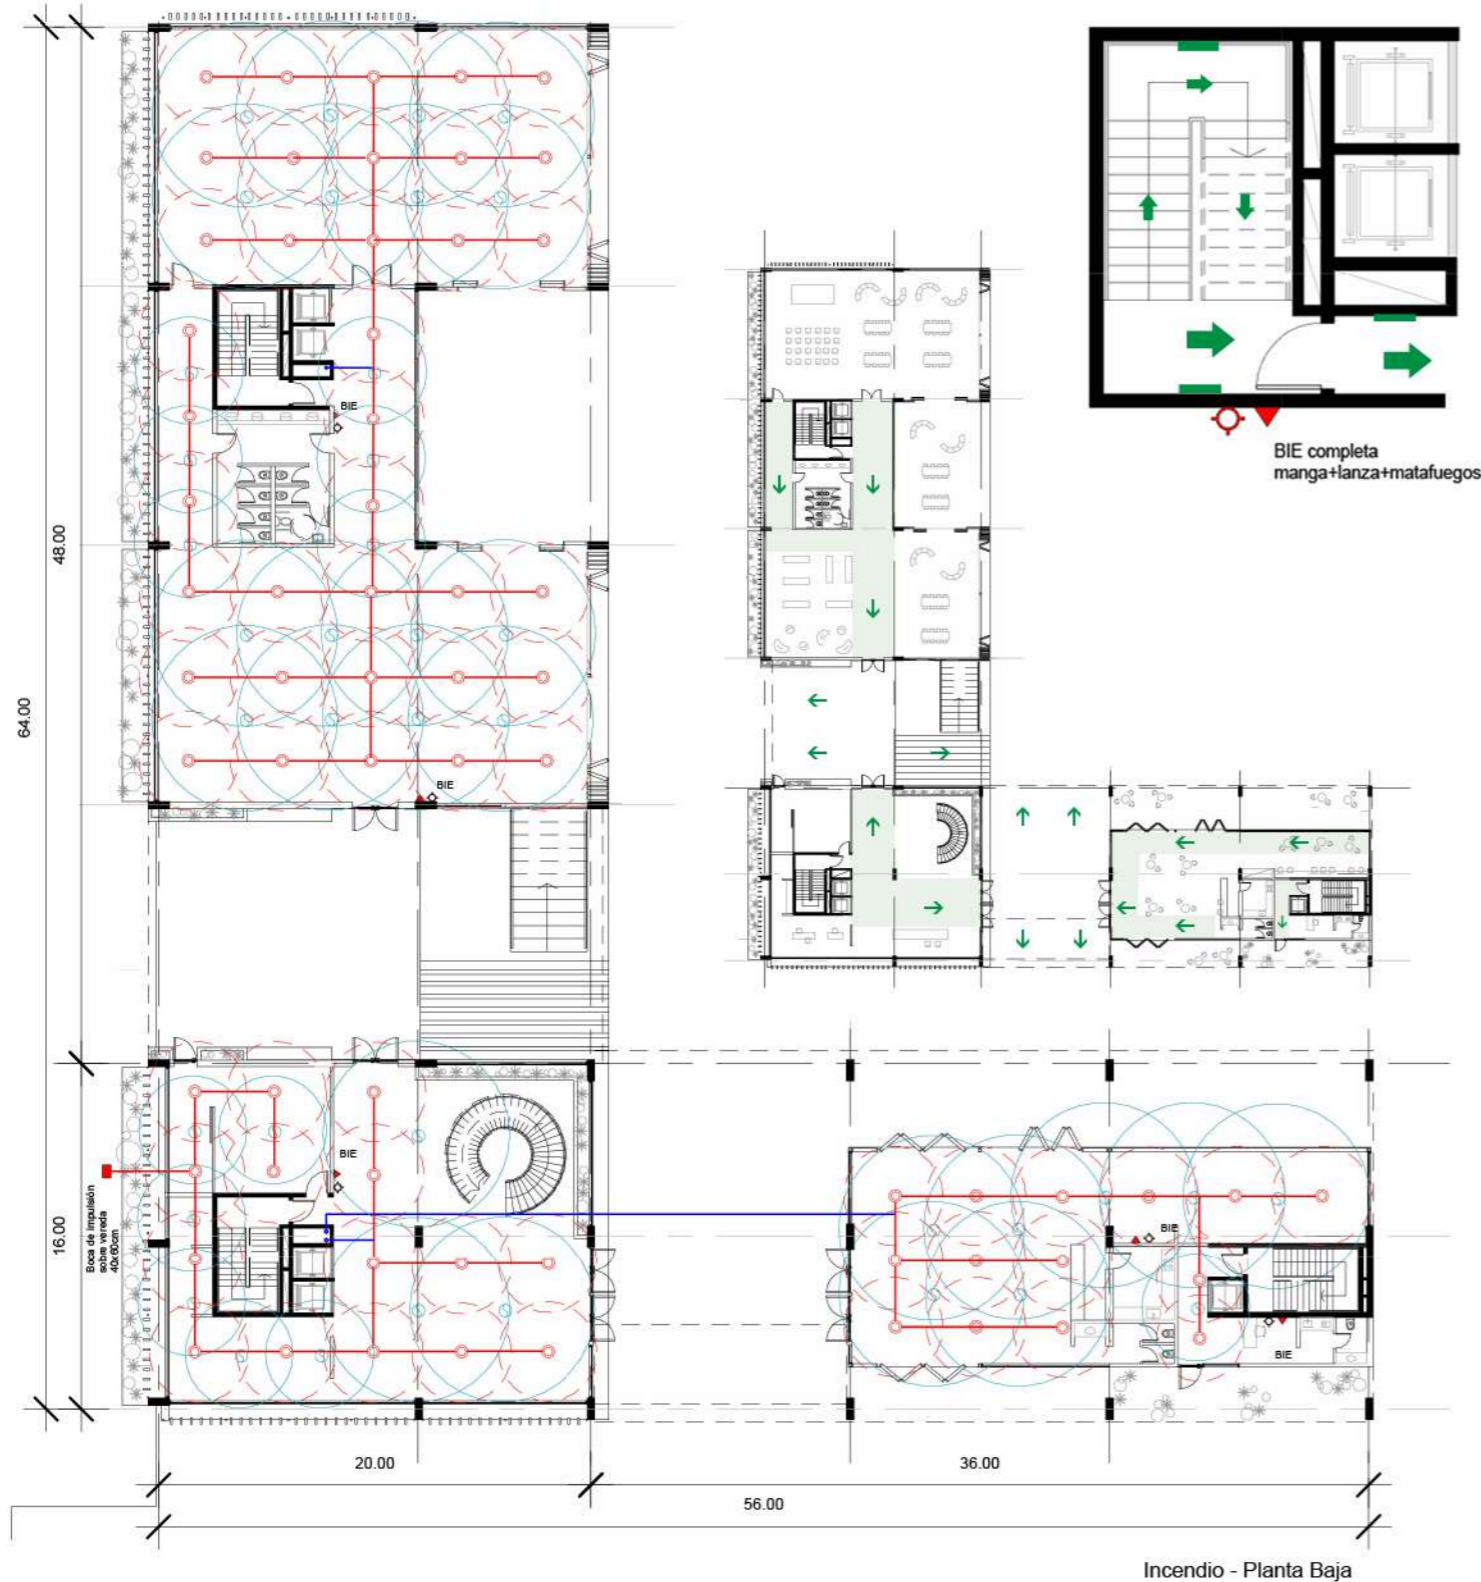 BIE completa
manga+lanza+matafuegos
BIE
48.00
64.00
BIE
BIE
Boca de impulsión
sobre vereda
40x60cm
16.00
BIE
BIE
20.00
36.00
56.00
Incendio - Planta Baja